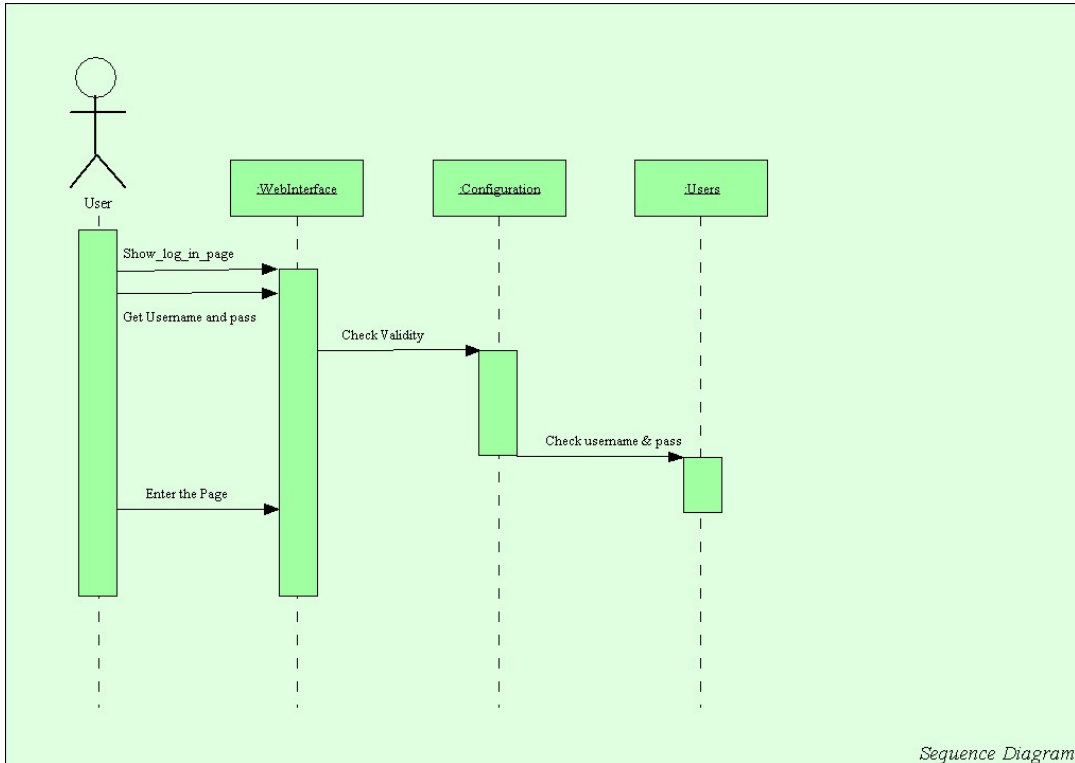 :WebInterface
:Configuration
:Users
User
Show_log_in_page
Get Username and pass
Check Validity
Check username & pass
Enter the Page
Sequence Diagram